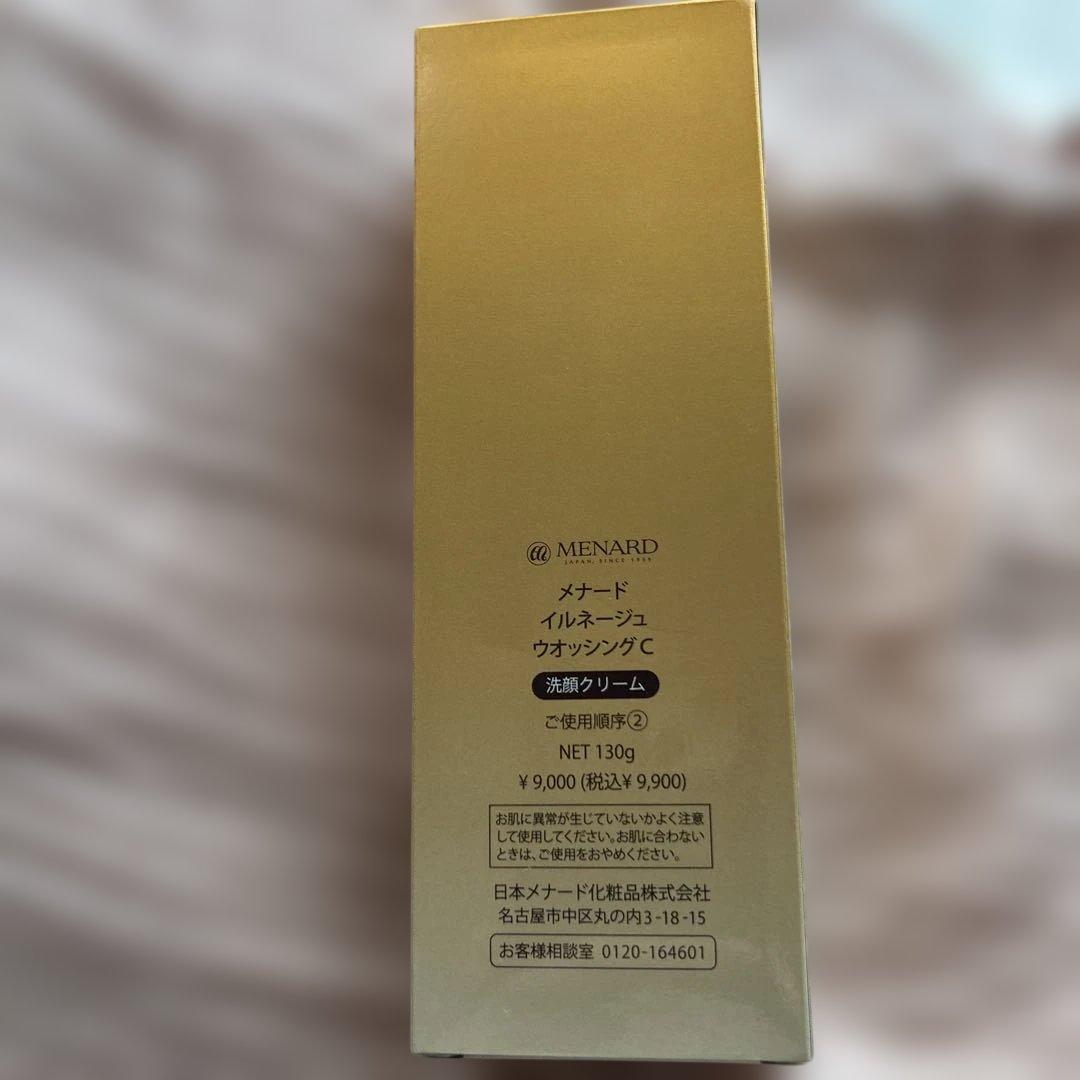 MENARD
JAPAN, SINCE 1959
メナード
イルネージュ
ウオッシングC
洗顔クリーム
ご使用順序②
NET 130g
¥9,000 (税込¥9,900)
お肌に異常が生じていないかよく注意
して使用してください。お肌に合わない
ときは、ご使用をおやめください。
日本メナード化粧品株式会社
名古屋市中区丸の内3-18-15
お客様相談室 0120-164601